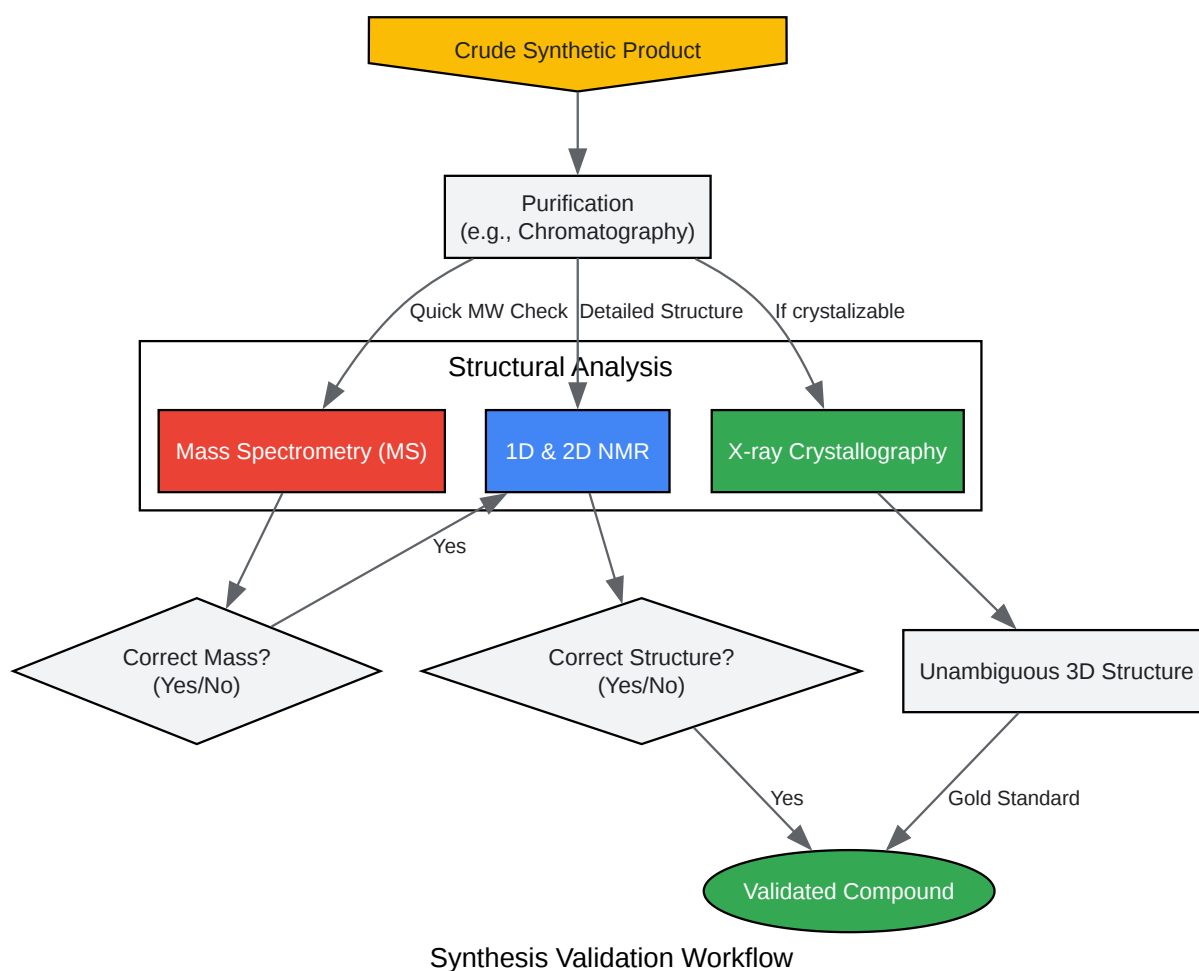 Crude Synthetic Product
Purification
(e.g., Chromatography)
Quick MW Check
Detailed Structure
If crystalizable
Structural Analysis
Mass Spectrometry (MS)
1D & 2D NMR
X-ray Crystallography
Yes
Correct Mass?
(Yes/No)
Correct Structure?
(Yes/No)
Unambiguous 3D Structure
Yes
Gold Standard
Validated Compound
Synthesis Validation Workflow